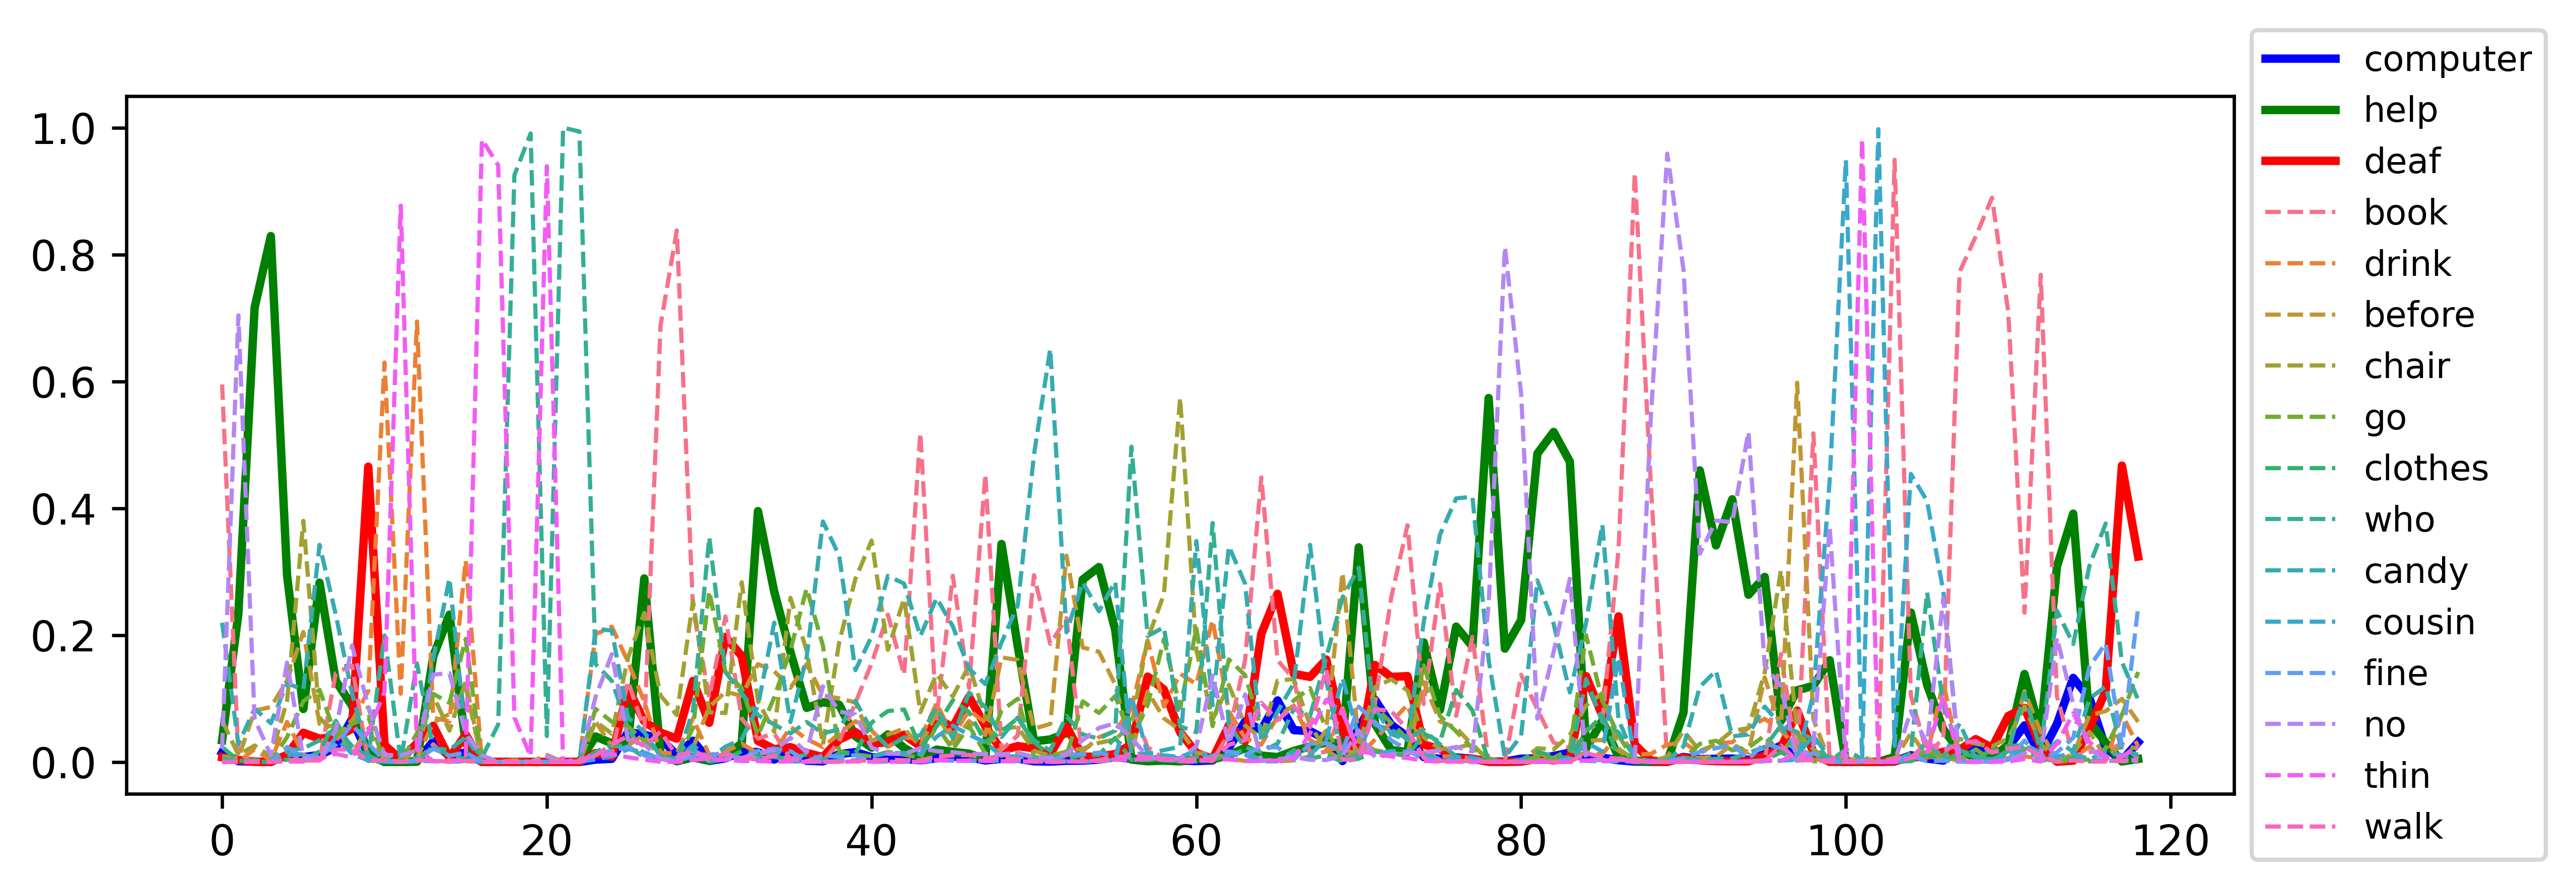 1.0
0.8
0.6
0.4
0.2
0.0
0 20 40 60 80 100 120
computer
help
deaf
book
drink
before
chair
go
clothes
who
candy
cousin
fine
no
thin
walk